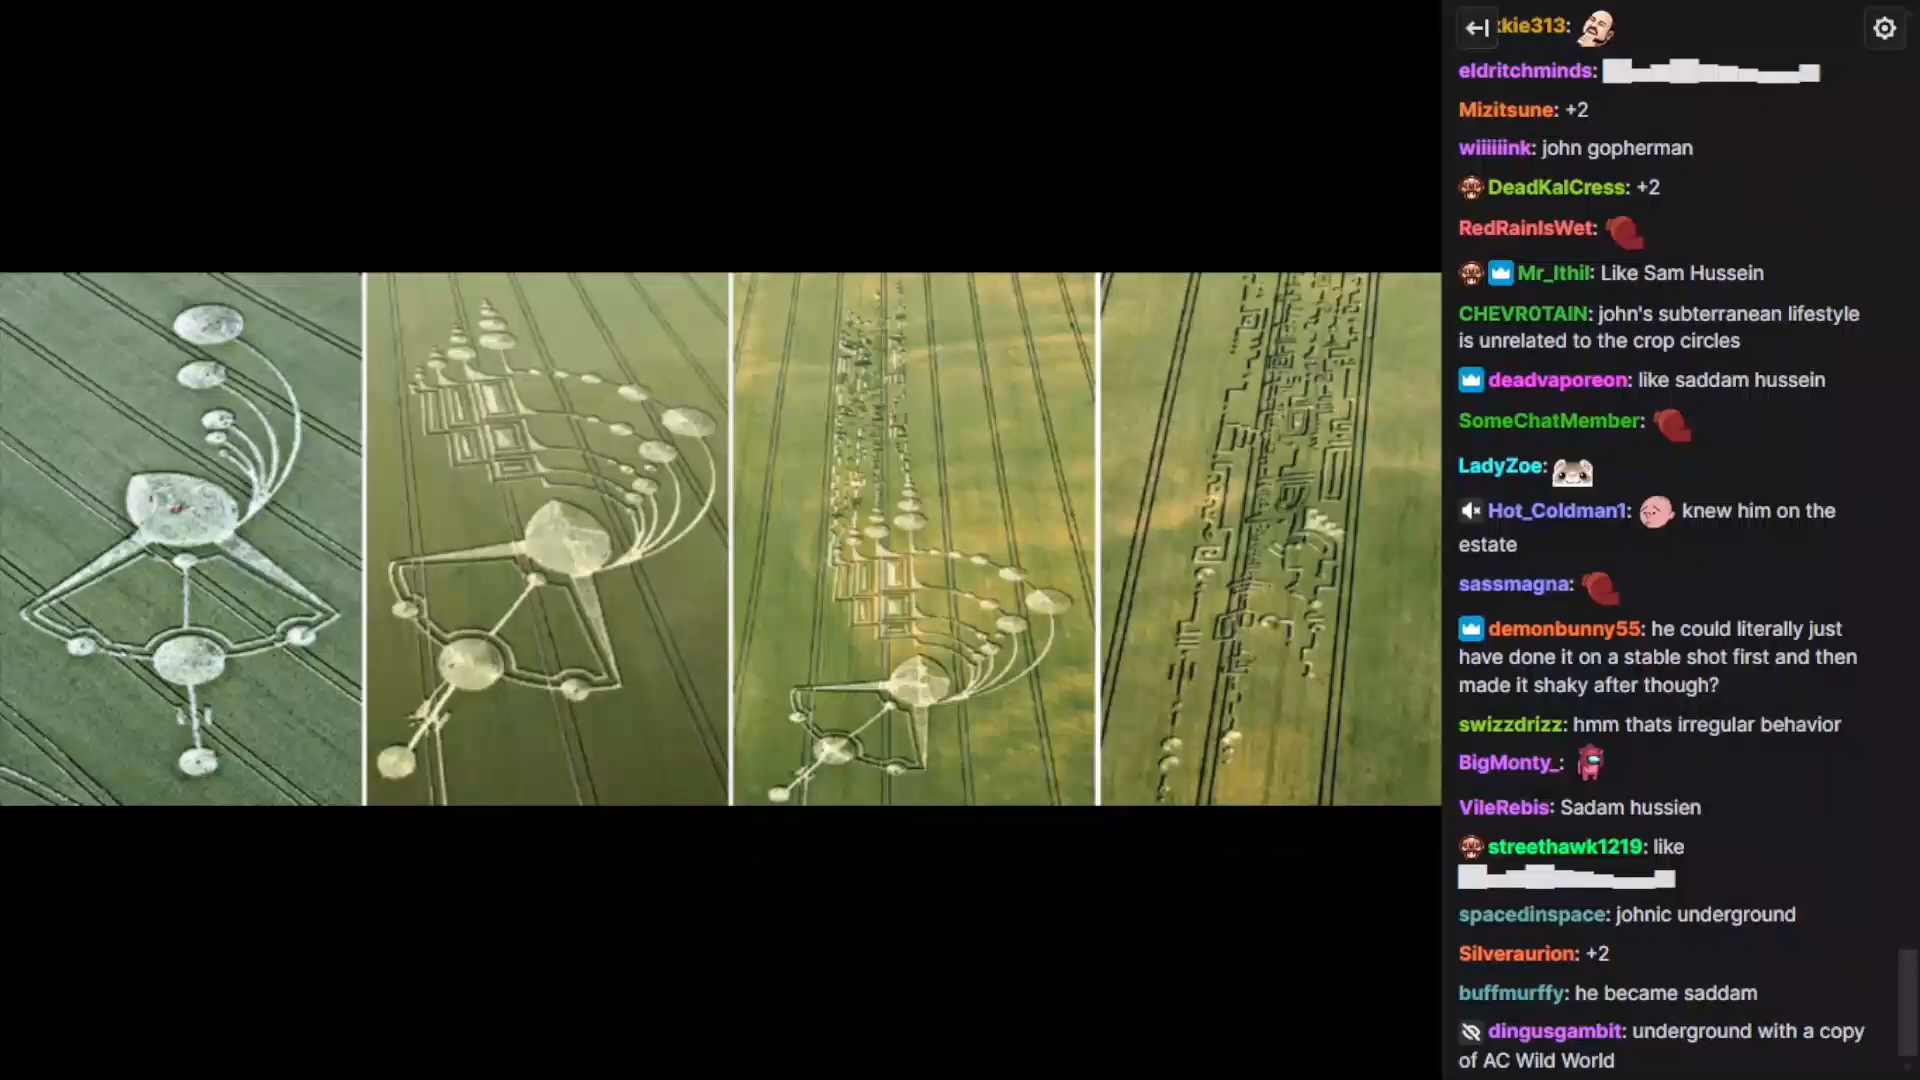 kkie313:
eldritchminds:
Mizitsune: +2
wiiiiiink: john gopherman
DeadKalCress: +2
RedRainIsWet:
Mr_Ithil: Like Sam Hussein
CHEVR0TAIN: john's subterranean lifestyle
is unrelated to the crop circles
deadvaporeon: like saddam hussein
SomeChatMember:
LadyZoe:
Hot_Coldman1: knew him on the
estate
sassmagna:
demonbunny55: he could literally just
have done it on a stable shot first and then
made it shaky after though?
swizzdrizz: hmm thats irregular behavior
BigMonty_:
VileRebis: Sadam hussien
streethawk1219: like
spacedinspace: johnic underground
Silveraurion: +2
buffmurffy: he became saddam
dingusgambit: underground with a copy
of AC Wild World